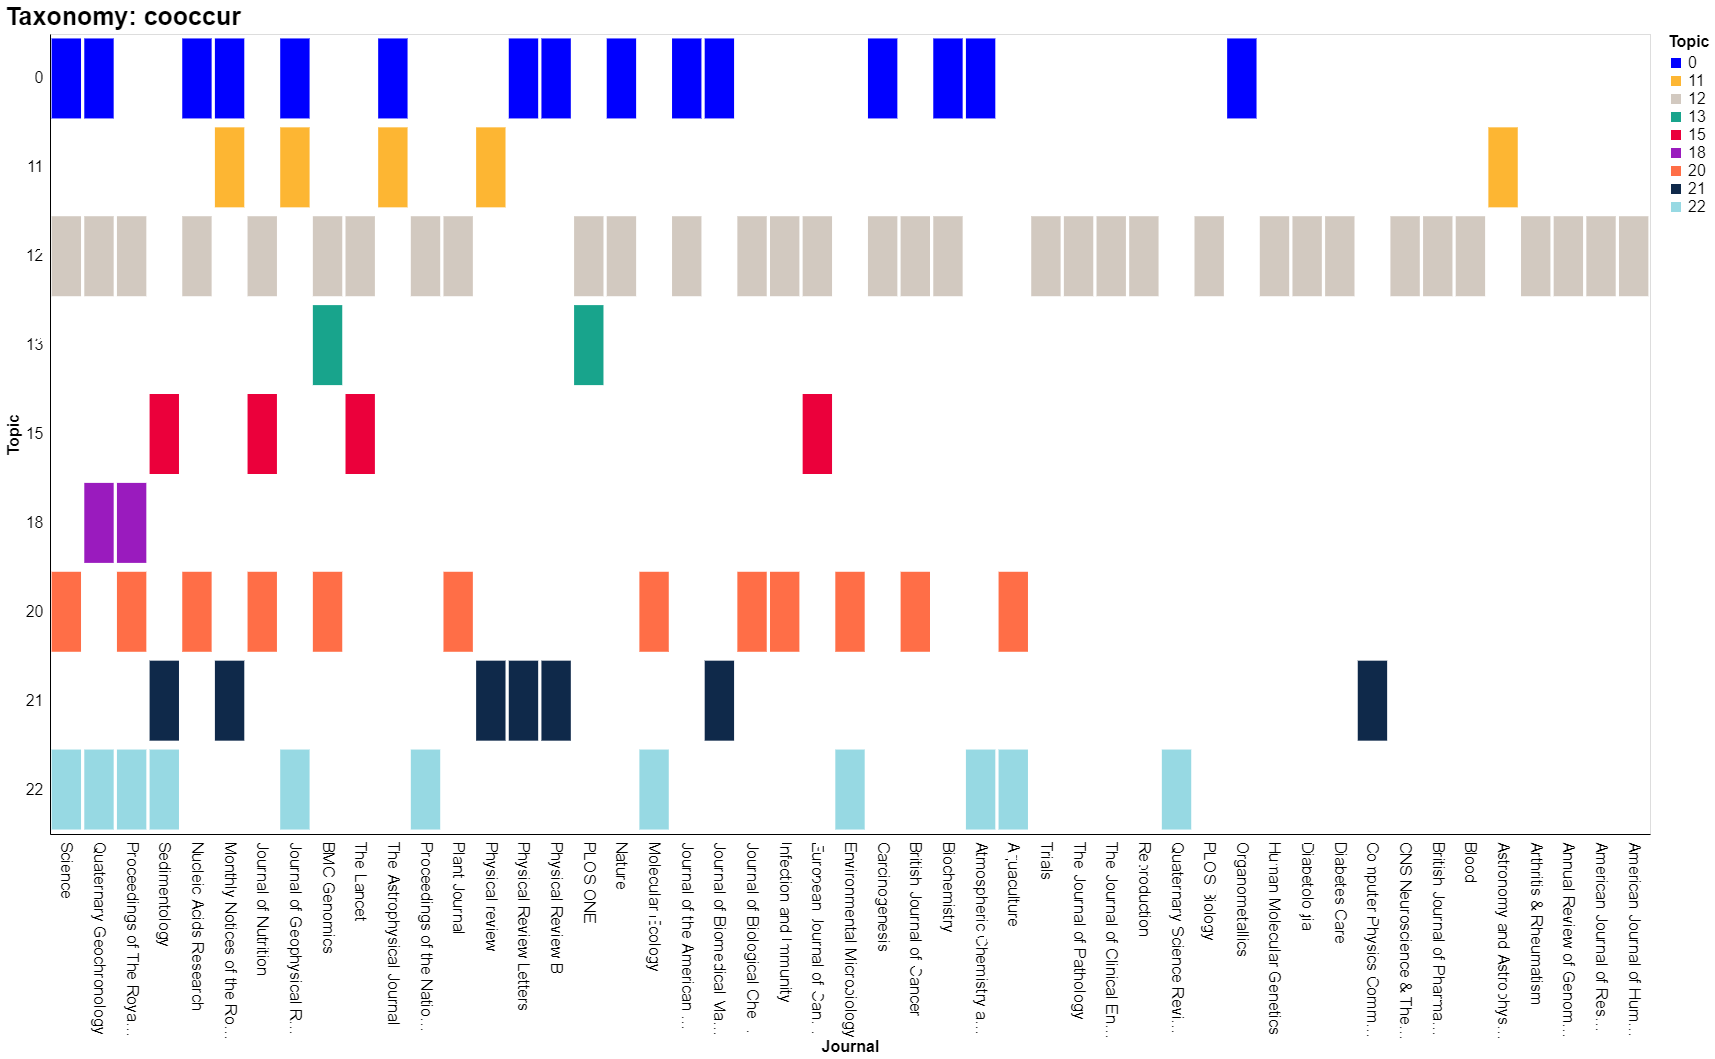 Taxonomy: cooccur
Topic
0
11
12
13
15
18
20
21
22
Topic
0
11
12
13
15
18
20
21
22
Science
Quaternary Geochronology
Proceedings of The Roya…
Sedimentology
Nucleic Acids Research
Monthly Notices of the Ro…
Journal of Nutrition
Journal of Geophysical R…
BMC Genomics
The Lancet
The Astrophysical Journal
Proceedings of the Natio…
Plant Journal
Physical review
Physical Review Letters
Physical Review B
PLOS ONE
Nature
Molecular Ecology
Journal of the American …
Journal of Biomedical Ma…
Journal of Biological Che…
Infection and Immunity
European Journal of Can…
Environmental Microbiology
Carcinogenesis
British Journal of Cancer
Biochemistry
Atmospheric Chemistry a…
Aquaculture
Trials
The Journal of Pathology
The Journal of Clinical En…
Reproduction
Quaternary Science Revi…
PLOS Biology
Organometallics
Human Molecular Genetics
Diabetologia
Diabetes Care
Computer Physics Comm…
CNS Neuroscience & The…
British Journal of Pharma…
Blood
Astronomy and Astrophys…
Arthritis & Rheumatism
Annual Review of Genom…
American Journal of Res…
American Journal of Hum…
Journal